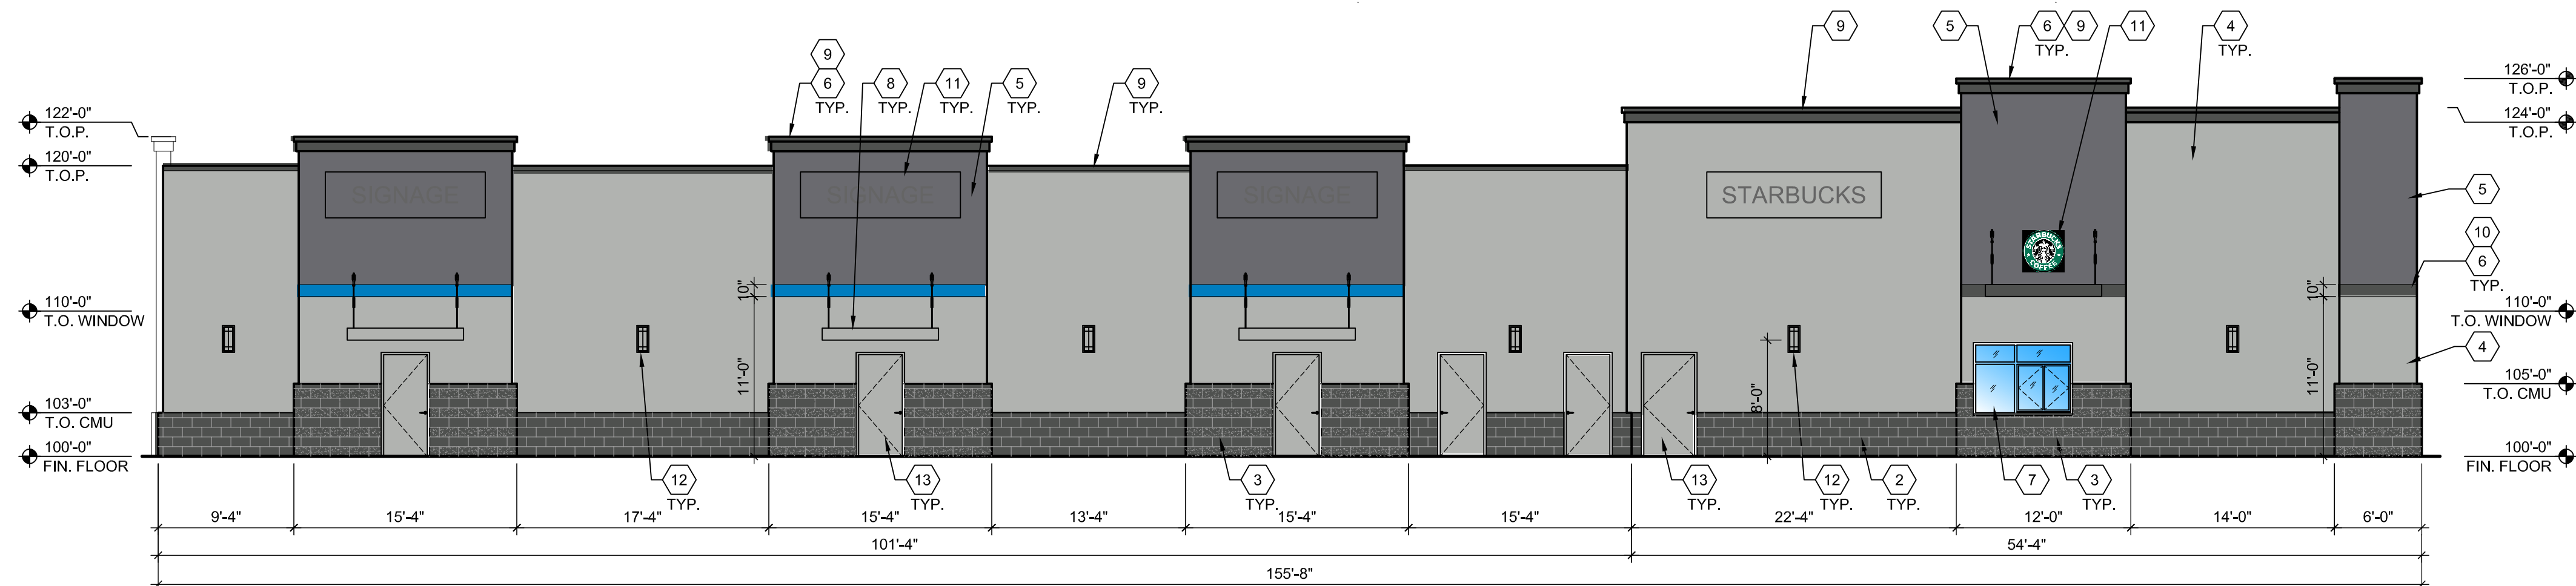 9
6
TYP.
8
TYP.
11
TYP.
5
TYP.
9
TYP.
9
5
6
9
TYP.
11
4
TYP.
122'-0"
T.O.P.
120'-0"
T.O.P.
110'-0"
T.O. WINDOW
103'-0"
T.O. CMU
100'-0"
FIN. FLOOR
SIGNAGE
SIGNAGE
SIGNAGE
STARBUCKS
STARBUCKS
COFFEE
10"
11'-0"
8'-0"
10"
11'-0"
126'-0"
T.O.P.
124'-0"
T.O.P.
5
10
6
TYP.
110'-0"
T.O. WINDOW
4
105'-0"
T.O. CMU
100'-0"
FIN. FLOOR
12
TYP.
13
TYP.
3
TYP.
13
TYP.
12
TYP.
2
TYP.
7
3
TYP.
9'-4"
15'-4"
17'-4"
15'-4"
13'-4"
15'-4"
15'-4"
22'-4"
12'-0"
14'-0"
6'-0"
101'-4"
54'-4"
155'-8"